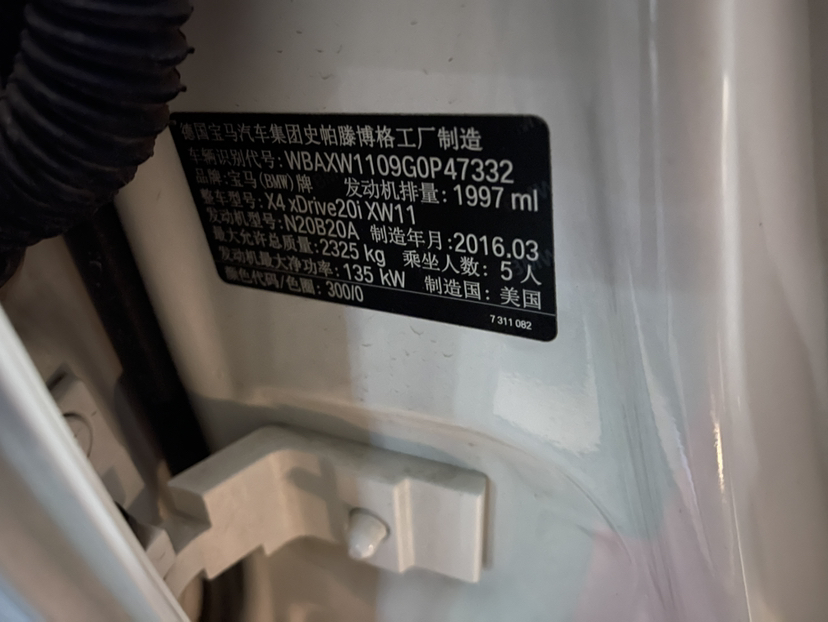 德国宝马汽车集团史帕滕博格工厂制造
车辆识别代号: WBAXW1109G0P47332
品牌: 宝马(BMW)牌 发动机排量: 1997 ml
整车型号: X4 xDrive20i XW11
发动机型号: N20B20A 制造年月: 2016.03
最大允许总质量: 2325 kg 乘坐人数: 5 人
发动机最大净功率: 135 kW 制造国: 美国
颜色代码/色圈: 300/0
7 311 082